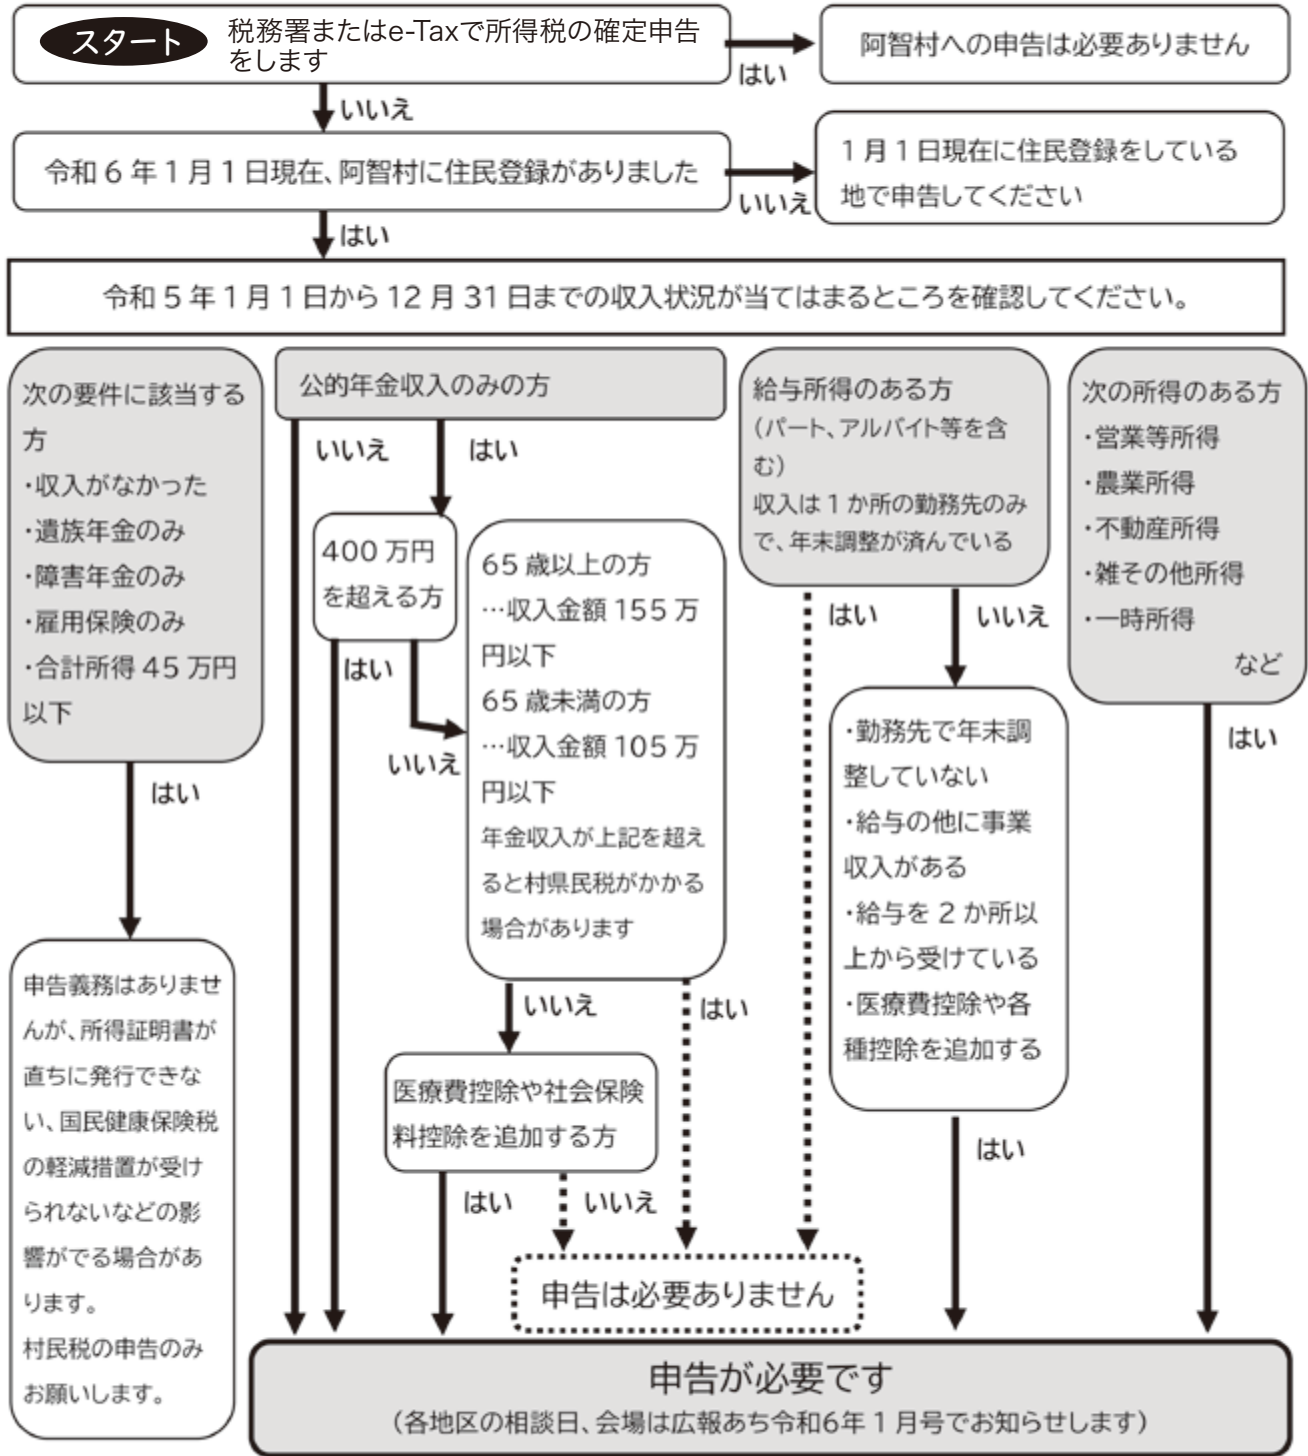 スタート
税務署またはe-Taxで所得税の確定申告
をします
はい
阿智村への申告は必要ありません
いいえ
令和6年1月1日現在、阿智村に住民登録がありました
いいえ
1月1日現在に住民登録をしている
地で申告してください
はい
令和5年1月1日から12月31日までの収入状況が当てはまるところを確認してください。
次の要件に該当する
方
・収入がなかった
・遺族年金のみ
・障害年金のみ
・雇用保険のみ
・合計所得45万円
以下
はい
申告義務はありませ
んが、所得証明書が
直ちに発行できな
い、国民健康保険税
の軽減措置が受け
られないなどの影
響がでる場合があ
ります。
村民税の申告のみ
お願いします。
公的年金収入のみの方
いいえ
はい
400万円
を超える方
はい
いいえ
65歳以上の方
…収入金額155万
円以下
65歳未満の方
…収入金額105万
円以下
年金収入が上記を超え
ると村県民税がかかる
場合があります
いいえ
はい
医療費控除や社会保険
料控除を追加する方
はい
いいえ
給与所得のある方
（パート、アルバイト等を含
む）
収入は1か所の勤務先のみ
で、年末調整が済んでいる
はい
いいえ
・勤務先で年末調
整していない
・給与の他に事業
収入がある
・給与を2か所以
上から受けている
・医療費控除や各
種控除を追加する
はい
次の所得のある方
・営業等所得
・農業所得
・不動産所得
・雑その他所得
・一時所得
など
はい
申告は必要ありません
申告が必要です
（各地区の相談日、会場は広報あち令和6年1月号でお知らせします）